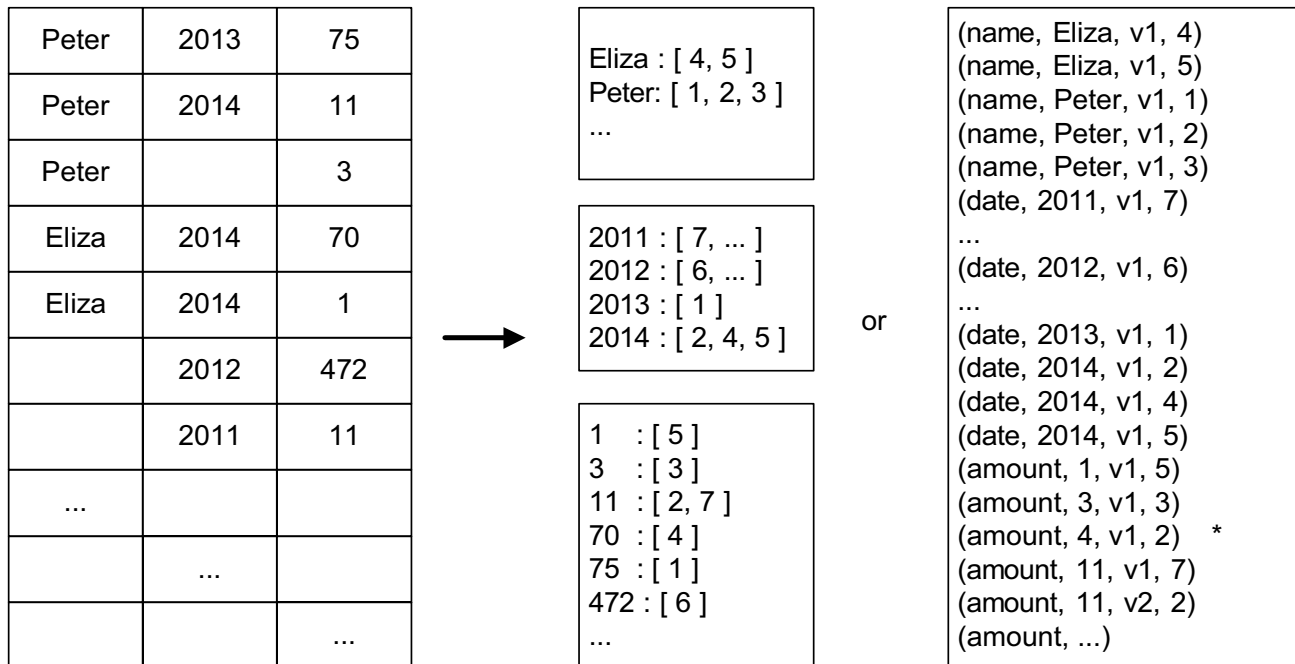 Peter 2013 75
Peter 2014 11
Peter 3
Eliza 2014 70
Eliza 2014 1
2012 472
2011 11
...
...
...
Eliza : [ 4, 5 ]
Peter: [ 1, 2, 3 ]
...
2011 : [ 7, ... ]
2012 : [ 6, ... ]
2013 : [ 1 ]
2014 : [ 2, 4, 5 ]
1 : [ 5 ]
3 : [ 3 ]
11 : [ 2, 7 ]
70 : [ 4 ]
75 : [ 1 ]
472 : [ 6 ]
...
or
(name, Eliza, v1, 4)
(name, Eliza, v1, 5)
(name, Peter, v1, 1)
(name, Peter, v1, 2)
(name, Peter, v1, 3)
(date, 2011, v1, 7)
...
(date, 2012, v1, 6)
...
(date, 2013, v1, 1)
(date, 2014, v1, 2)
(date, 2014, v1, 4)
(date, 2014, v1, 5)
(amount, 1, v1, 5)
(amount, 3, v1, 3)
(amount, 4, v1, 2) *
(amount, 11, v1, 7)
(amount, 11, v2, 2)
(amount, ...)